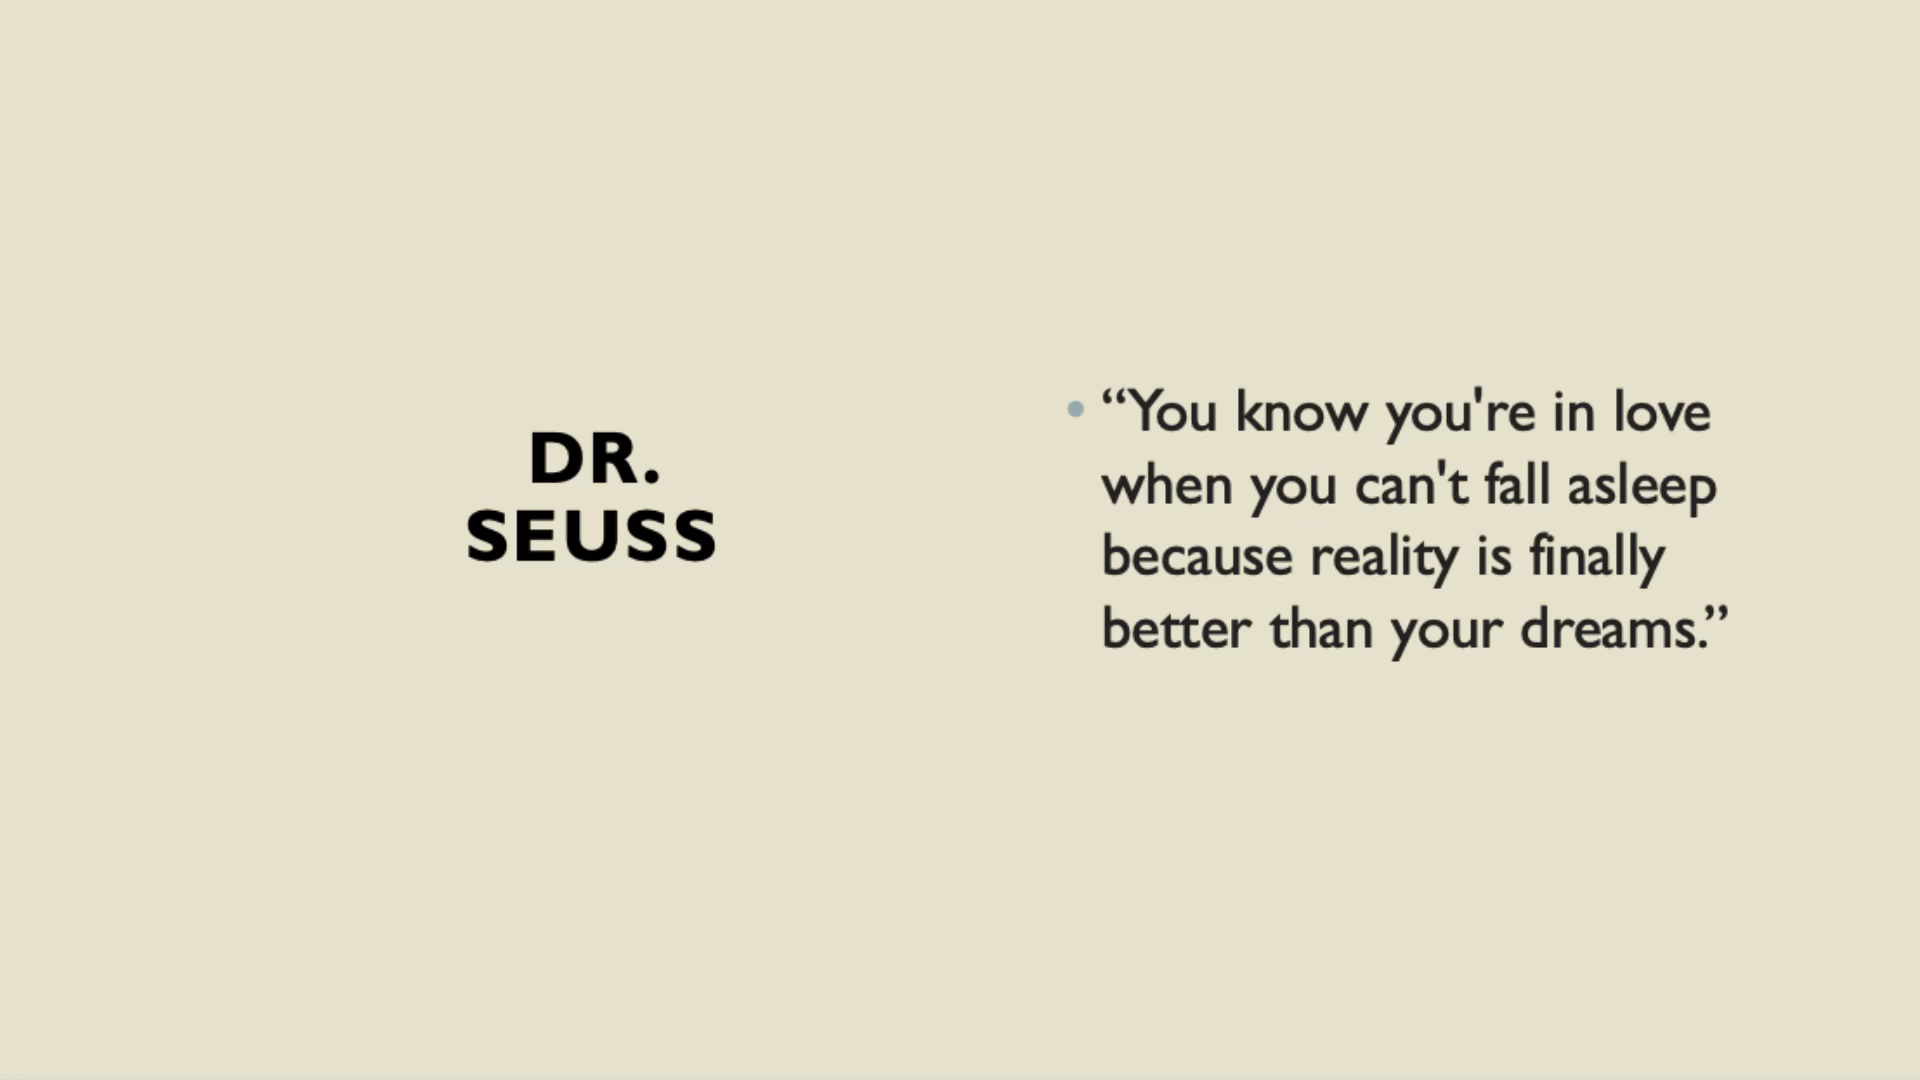 DR.
SEUSS
• “You know you're in love
when you can't fall asleep
because reality is finally
better than your dreams.”